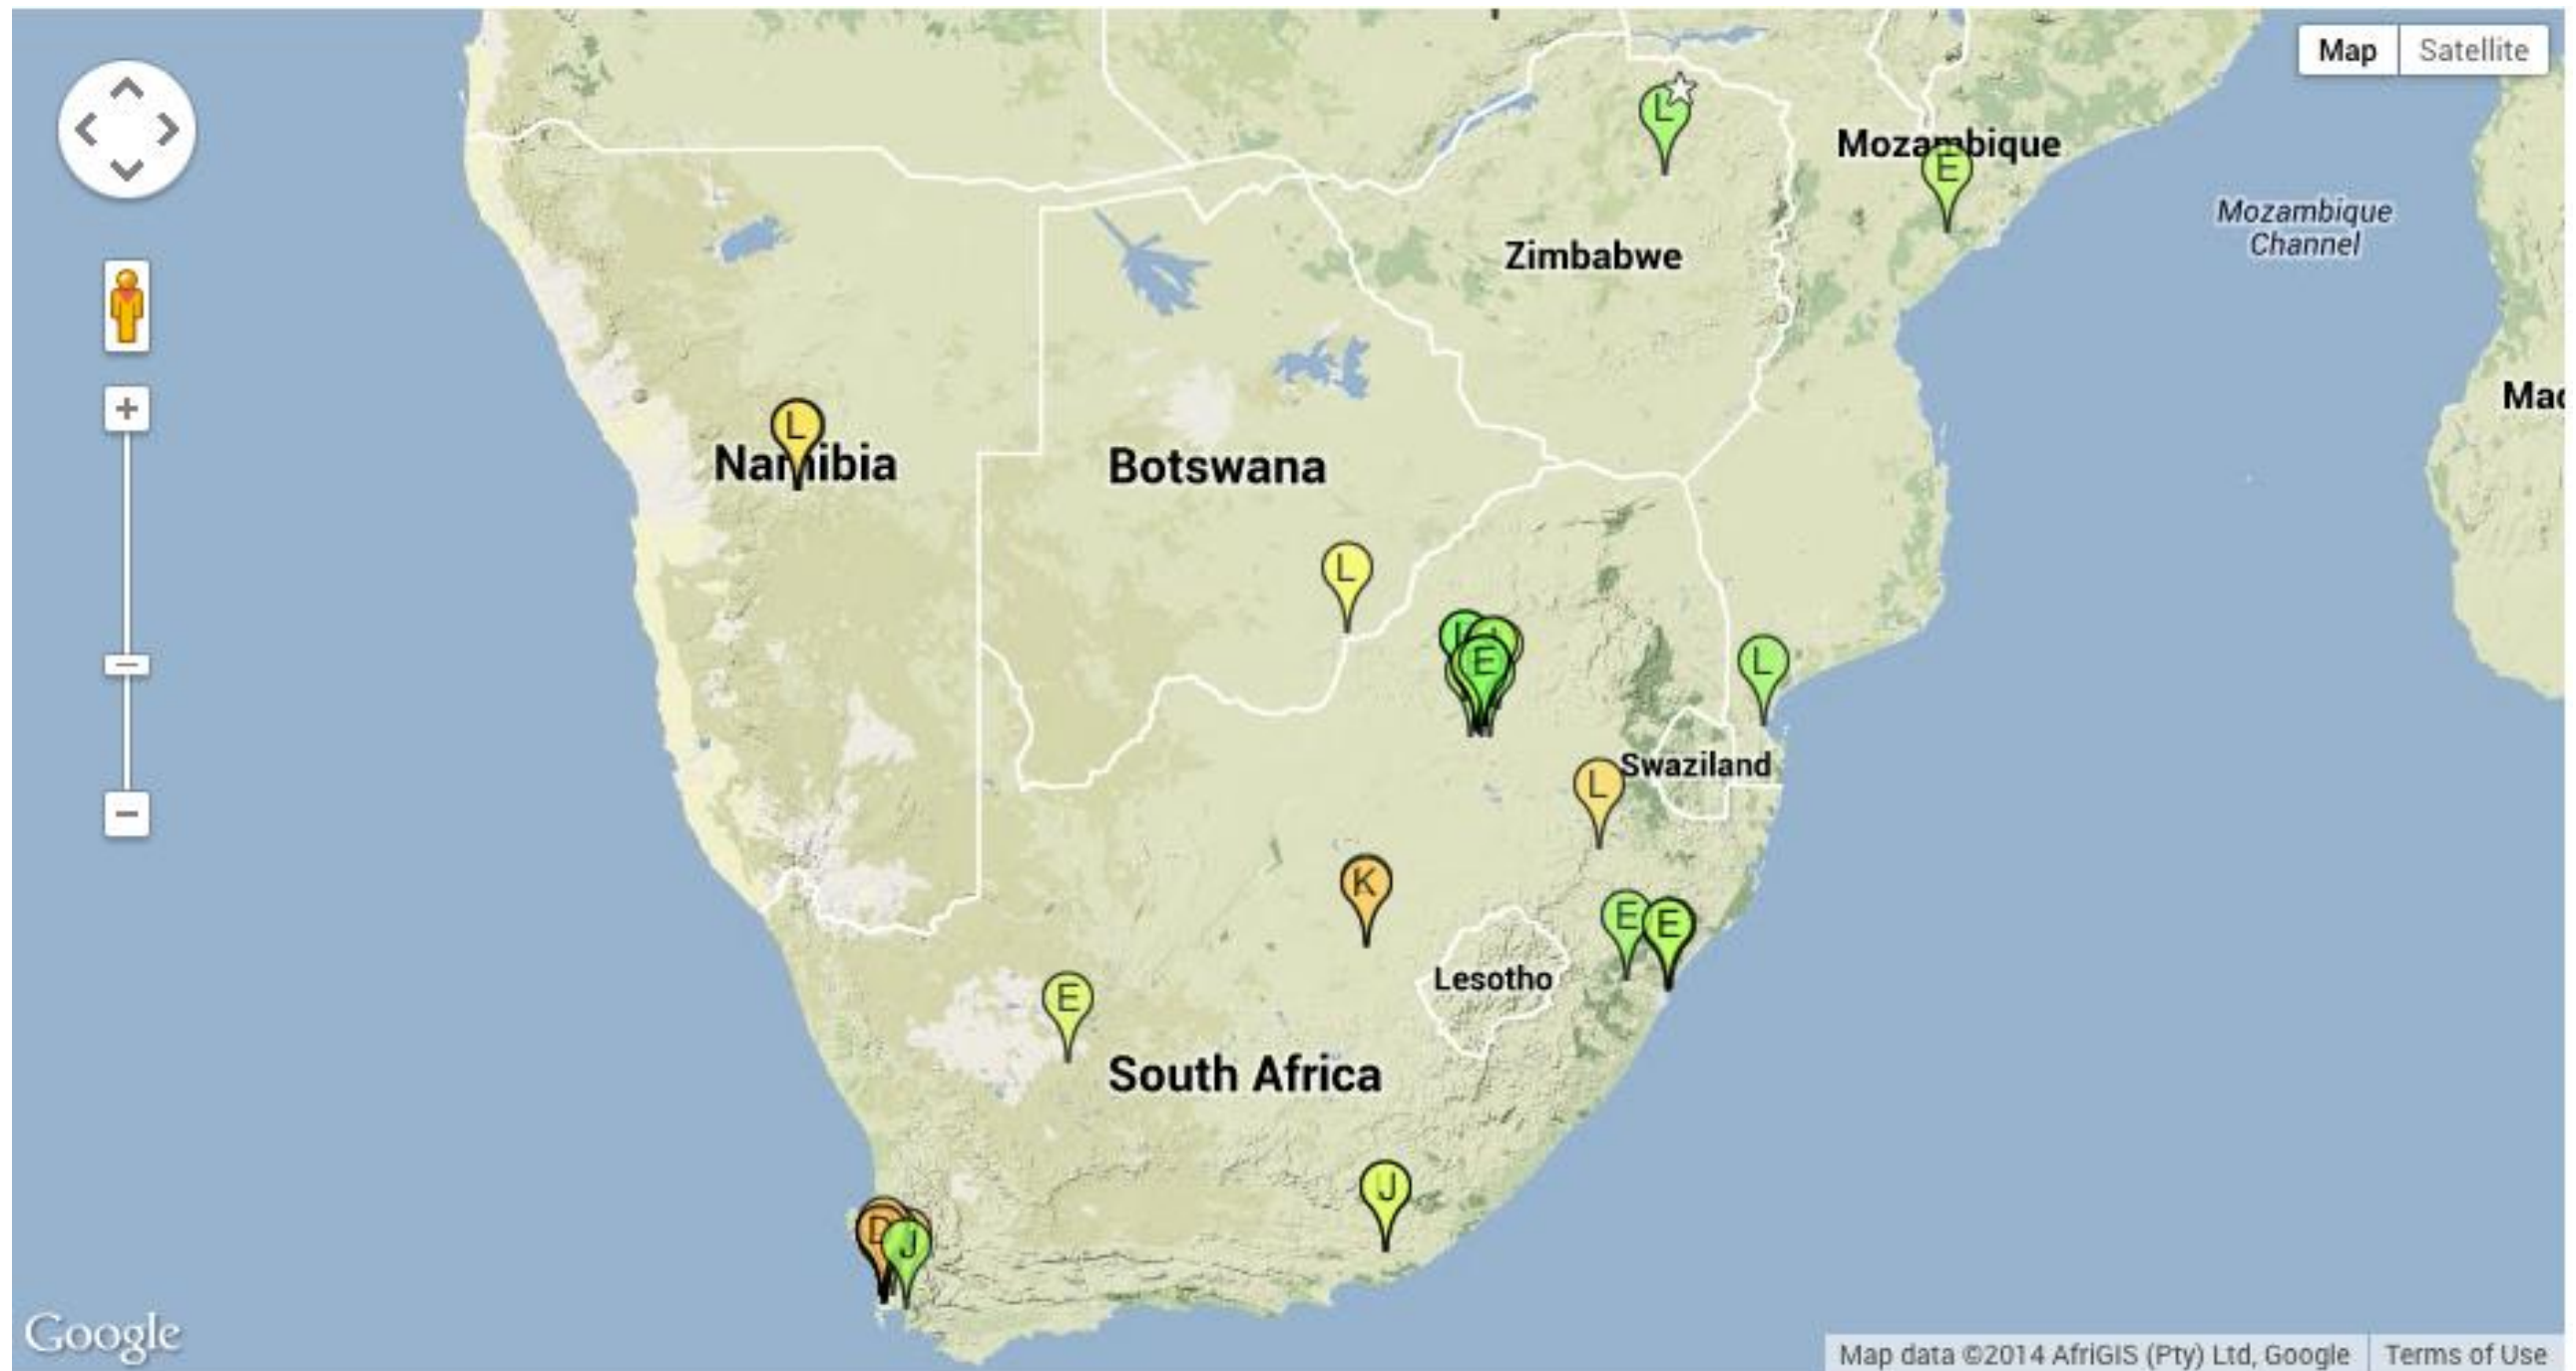 Map Satellite
L
Mozambique
E
Mozambique
Channel
Zimbabwe
L
Namibia
Botswana
L
E
L
Swaziland
L
K
E
E
Lesotho
E
South Africa
J
D
J
Google
Map data ©2014 AfriGIS (Pty) Ltd, Google
Terms of Use